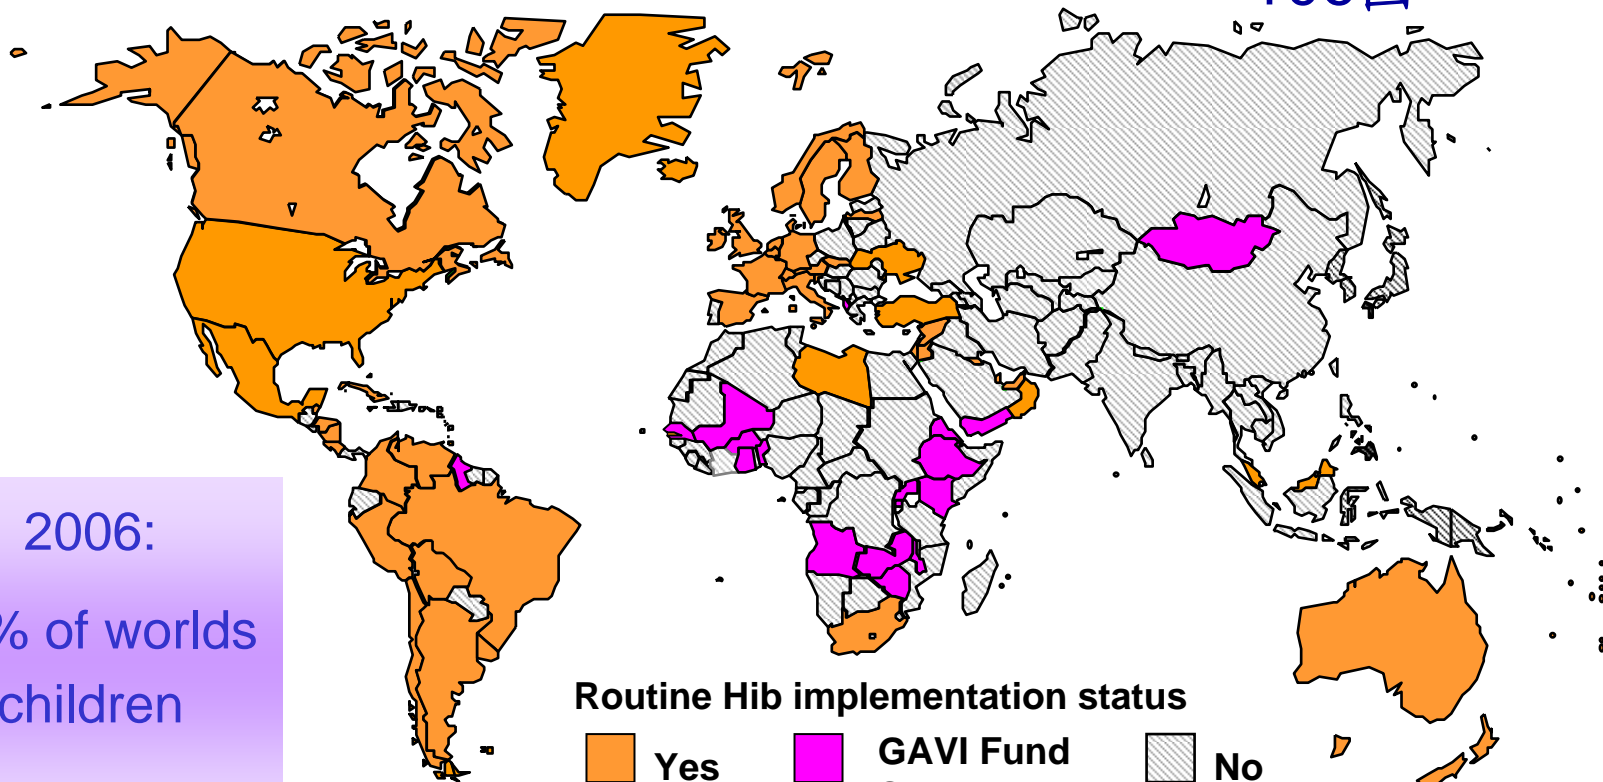 2006:
% of worlds
children
Routine Hib implementation status
Yes
GAVI Fund
No